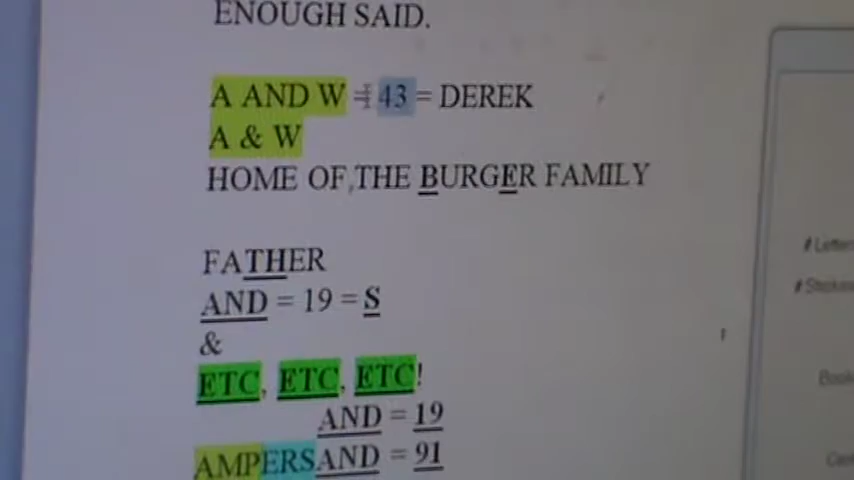 ENOUGH SAID.
A AND W = 43 = DEREK
A & W
HOME OF THE BURGER FAMILY
FATHER
AND = 19 = S
&
ETC, ETC, ETC!
AND = 19
AMPERSAND = 91
# Letters